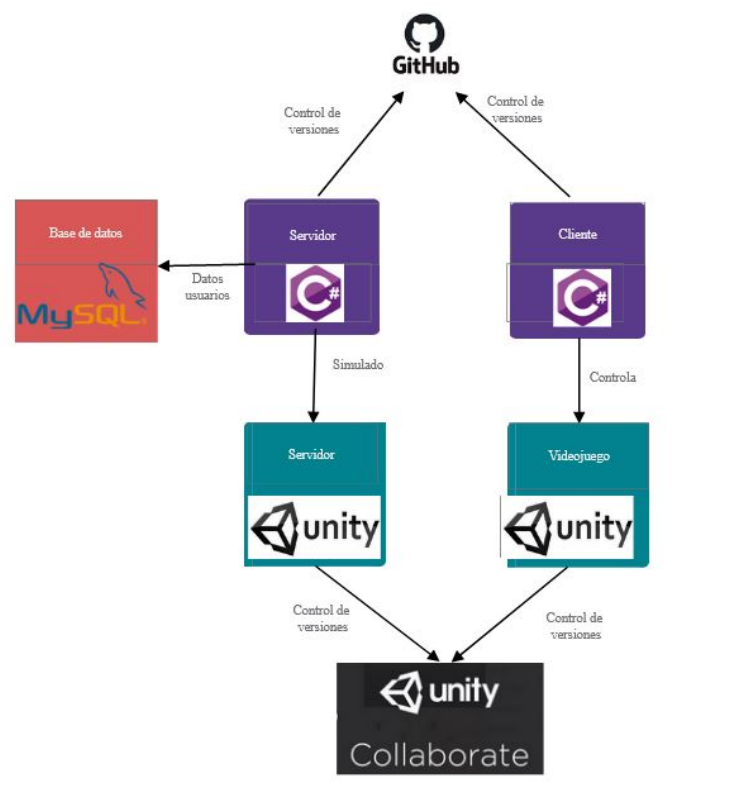 GitHub
Control de
versiones
Control de
versiones
Base de datos
MySQL
Servidor
C#
Cliente
C#
Datos
usuarios
Simulado
Controla
Servidor
unity
Videojuego
unity
Control de
versiones
Control de
versiones
unity
Collaborate